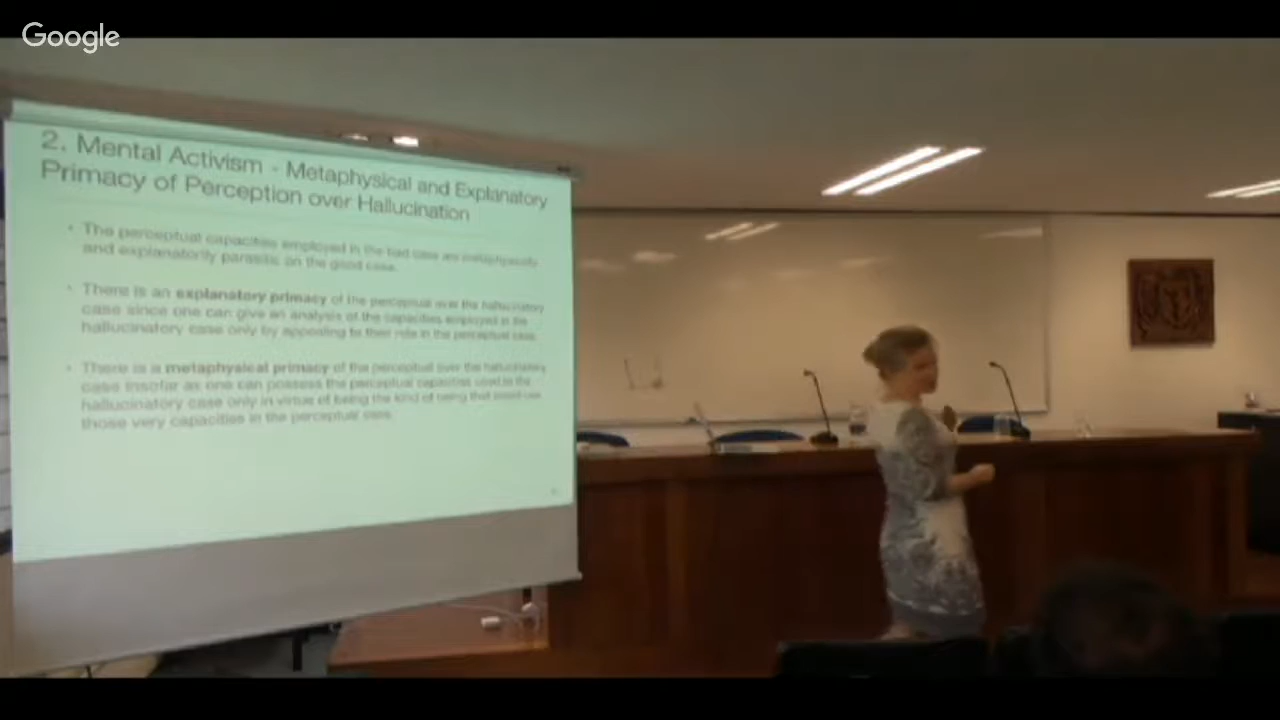 Google
2. Mental Activism - Metaphysical and Explanatory
Primacy of Perception over Hallucination
• The perceptual capacities employed in the bad case are metaphysically
and explanatorily parasitic on the good case.
• There is an explanatory primacy of the perceptual over the hallucinatory
case since one can give an analysis of the capacities employed in the
hallucinatory case only by appealing to their role in the perceptual case.
• There is a metaphysical primacy of the perceptual over the hallucinatory
case insofar as one can possess the perceptual capacities used in the
hallucinatory case only in virtue of being the kind of being that could use
those very capacities in the perceptual case.